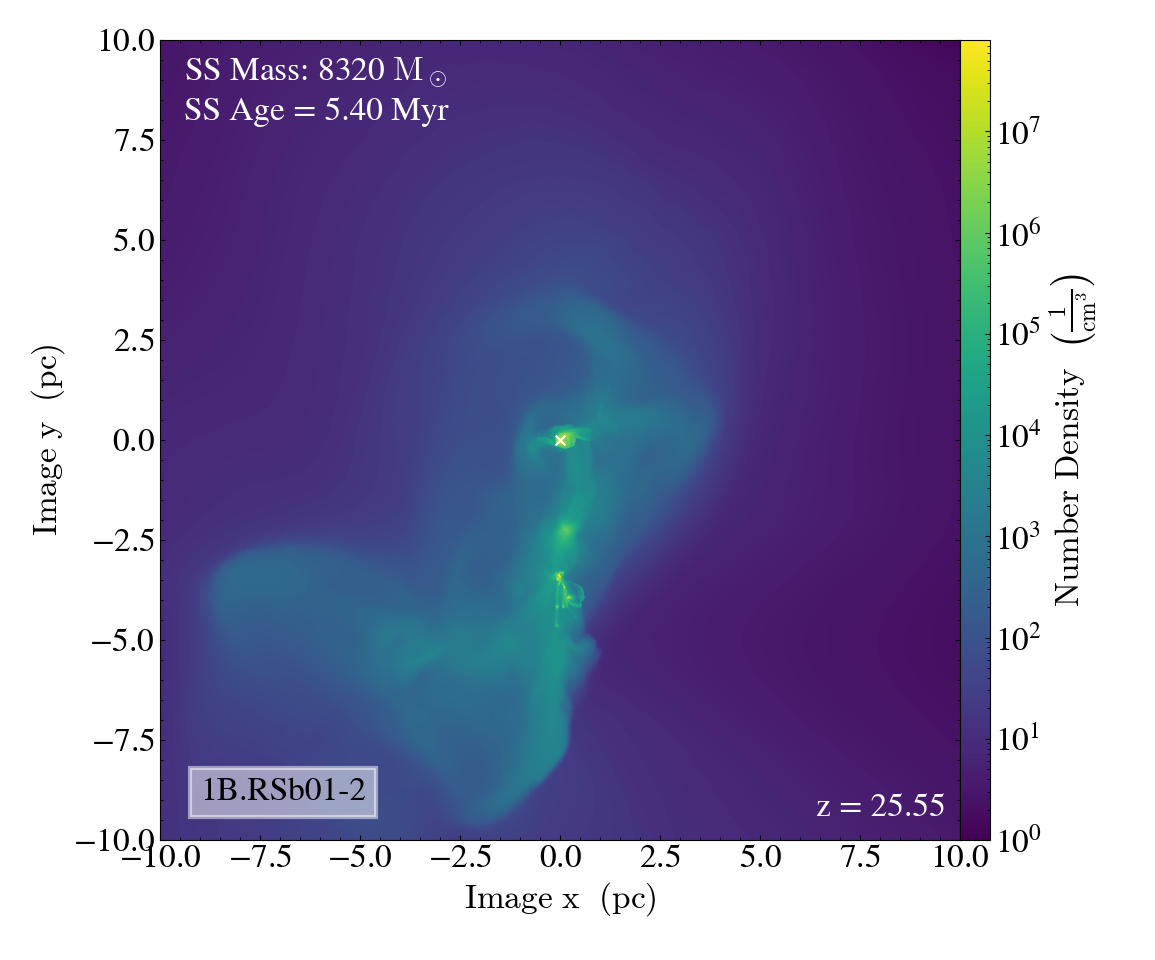 SS Mass: 8320 M⊙
SS Age = 5.40 Myr
1B.RSb01-2
z = 25.55
10.0
7.5
5.0
2.5
0.0
−2.5
−5.0
−7.5
−10.0
Image y (pc)
−10.0 −7.5 −5.0 −2.5 0.0 2.5 5.0 7.5 10.0
Image x (pc)
10⁷
10⁶
10⁵
10⁴
10³
10²
10¹
10⁰
Number Density (1/cm³)